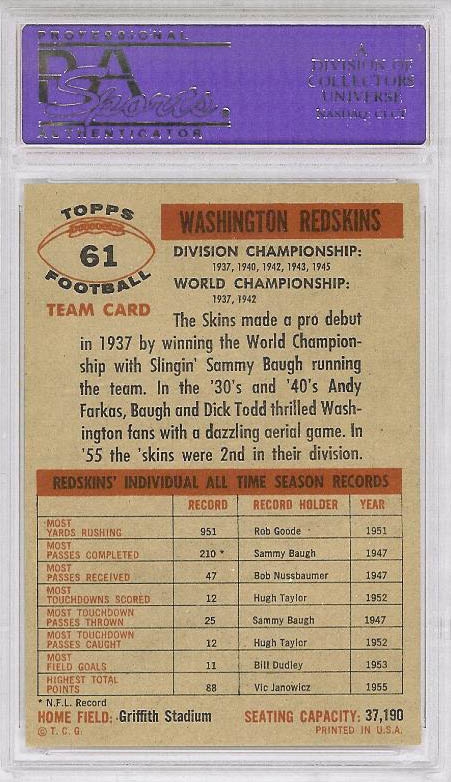 PROFESSIONAL
PSA
Sports
AUTHENTICATOR
A
DIVISION OF
COLLECTORS
UNIVERSE
NASDAQ: CLCT
TOPPS
61
FOOTBALL
TEAM CARD
WASHINGTON REDSKINS
DIVISION CHAMPIONSHIP:
1937, 1940, 1942, 1943, 1945
WORLD CHAMPIONSHIP:
1937, 1942
The Skins made a pro debut
in 1937 by winning the World Champion-
ship with Slingin' Sammy Baugh running
the team. In the '30's and '40's Andy
Farkas, Baugh and Dick Todd thrilled Wash-
ington fans with a dazzling aerial game. In
'55 the 'skins were 2nd in their division.
REDSKINS' INDIVIDUAL ALL TIME SEASON RECORDS
RECORD RECORD HOLDER YEAR
MOST
YARDS RUSHING 951 Rob Goode 1951
MOST
PASSES COMPLETED 210 * Sammy Baugh 1947
MOST
PASSES RECEIVED 47 Bob Nussbaumer 1947
MOST
TOUCHDOWNS SCORED 12 Hugh Taylor 1952
MOST TOUCHDOWN
PASSES THROWN 25 Sammy Baugh 1947
MOST TOUCHDOWN
PASSES CAUGHT 12 Hugh Taylor 1952
MOST
FIELD GOALS 11 Bill Dudley 1953
HIGHEST TOTAL
POINTS 88 Vic Janowicz 1955
* N.F.L. Record
HOME FIELD: Griffith Stadium SEATING CAPACITY: 37,190
© T. C. G. PRINTED IN U.S.A.